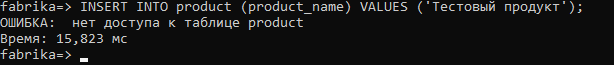 fabrika=> INSERT INTO product (product_name) VALUES ('Тестовый продукт');
ОШИБКА:  нет доступа к таблице product
Время: 15,823 мс
fabrika=>